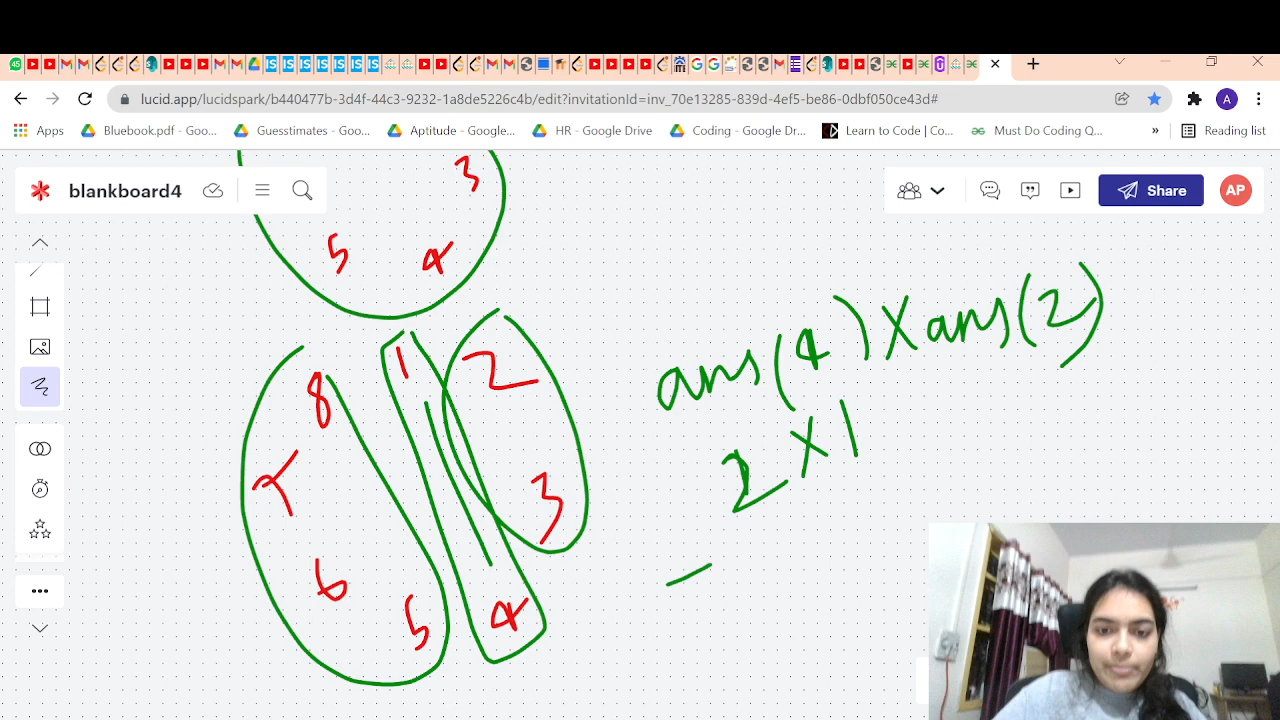 45
lucid.app/lucidspark/b440477b-3d4f-44c3-9232-1a8de5226c4b/edit?invitationId=inv_70e13285-839d-4ef5-be86-0dbf050ce43d#
A
Apps
Bluebook.pdf - Goo...
Guesstimates - Goo...
Aptitude - Google...
HR - Google Drive
Coding - Google Dr...
Learn to Code | Co...
Must Do Coding Q...
»
Reading list
blankboard4
Share
AP
3
5 4
8 1 2
7 3
6
5 4
ans(4) X ans(2)
2 X 1